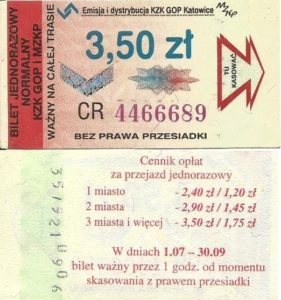 Emisja i dystrybucja KZK GOP Katowice
MZKP
BILET JEDNORAZOWY
NORMALNY
KZK GOP i MZKP
WAŻNY NA CAŁEJ TRASIE
3,50 zł
TU
KASOWAĆ
CR 4466689
BEZ PRAWA PRZESIADKI
Cennik opłat
za przejazd jednorazowy
1 miasto - 2,40 zł / 1,20 zł
2 miasta - 2,90 zł / 1,45 zł
3 miasta i więcej - 3,50 zł / 1,75 zł
W dniach 1.07 – 30.09
bilet ważny przez 1 godz. od momentu
skasowania z prawem przesiadki